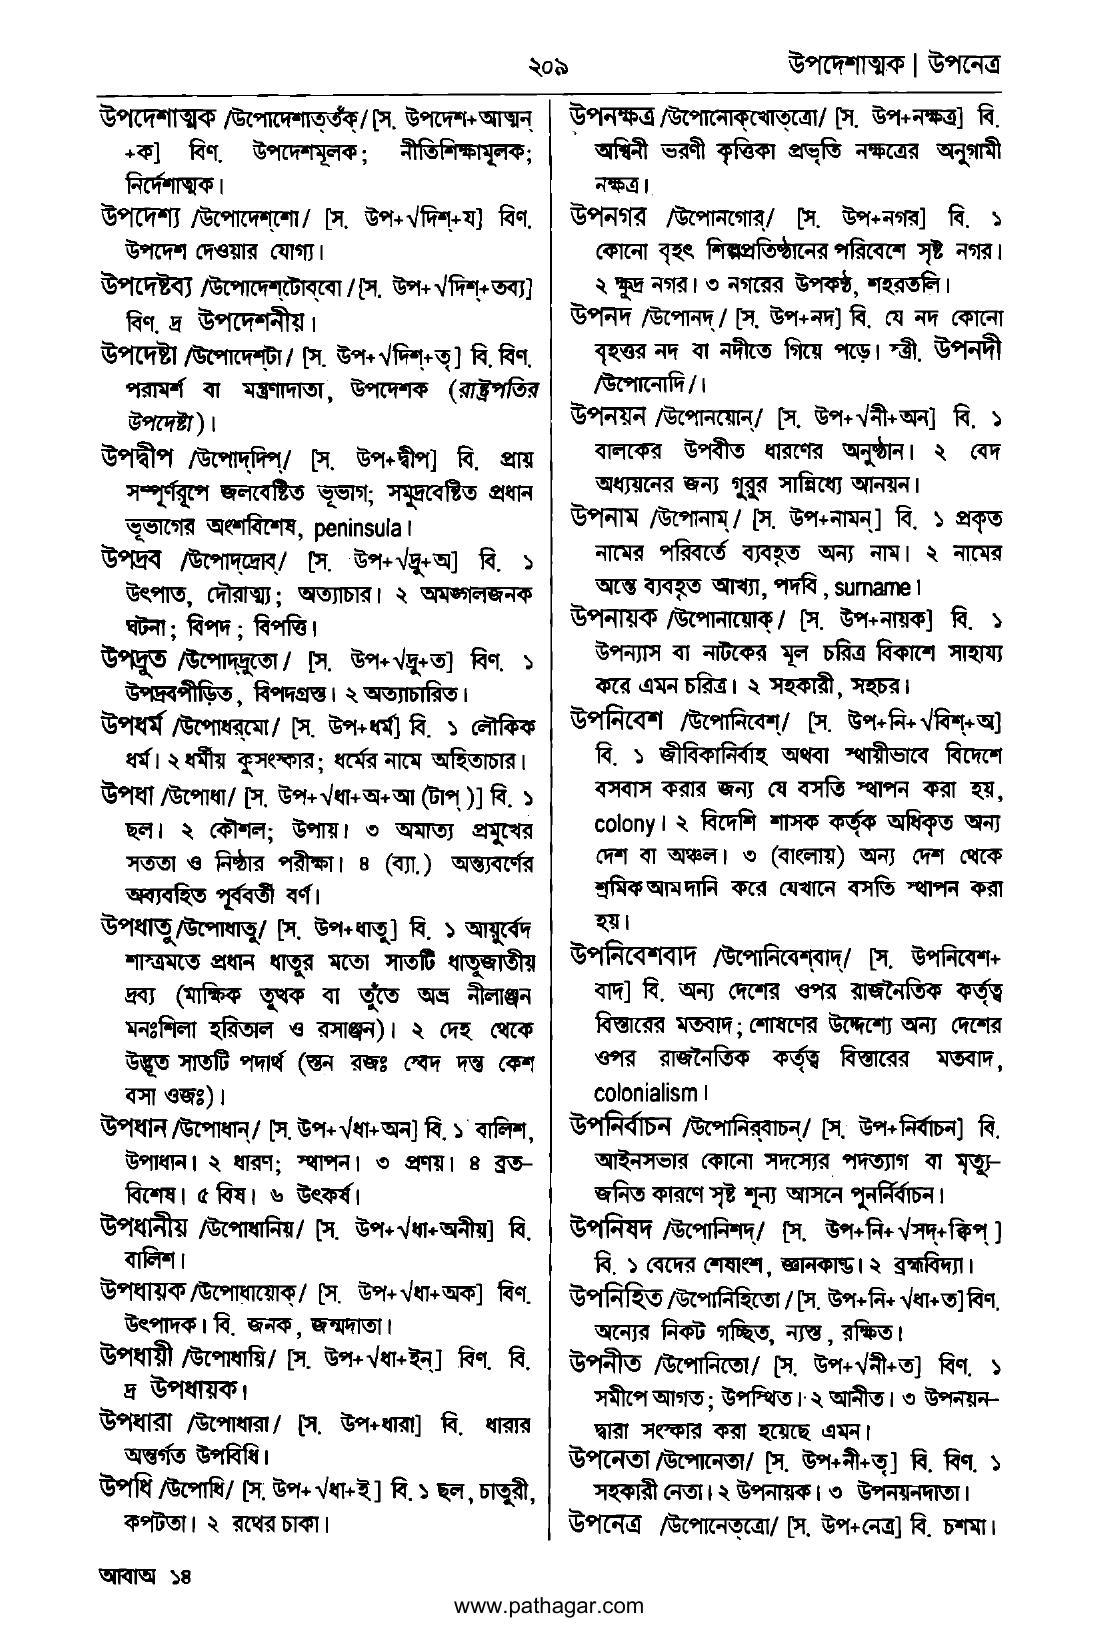 ২০৯
উপদেশাত্মক | উপনেত্র
উপদেশাত্মক /উপোদেশাত্‌তঁক্/ [স. উপদেশ+আত্মন্
+ক] বিণ. উপদেশমূলক; নীতিশিক্ষামূলক;
নির্দেশাত্মক।
উপদেশ্য /উপোদেশ্‌শো/ [স. উপ+√দিশ্+য] বিণ.
উপদেশ দেওয়ার যোগ্য।
উপদেষ্টব্য /উপোদেশ্‌টোব্‌বো/ [স. উপ+√দিশ্+তব্য]
বিণ. দ্র উপদেশনীয়।
উপদেষ্টা /উপোদেশ্‌টা/ [স. উপ+√দিশ্+তৃ] বি. বিণ.
পরামর্শ বা মন্ত্রণাদাতা, উপদেশক (রাষ্ট্রপতির
উপদেষ্টা)।
উপদ্বীপ /উপোদ্‌দিপ্/ [স. উপ+দ্বীপ] বি. প্রায়
সম্পূর্ণরূপে জলবেষ্টিত ভূভাগ; সমুদ্রবেষ্টিত প্রধান
ভূভাগের অংশবিশেষ, peninsula।
উপদ্রব /উপোদ্‌দ্রোব্/ [স. উপ+√দ্রু+অ] বি. ১
উৎপাত, দৌরাত্ম্য; অত্যাচার। ২ অমঙ্গলজনক
ঘটনা; বিপদ; বিপত্তি।
উপদ্রুত /উপোদ্‌দ্রুতো/ [স. উপ+√দ্রু+ত] বিণ. ১
উপদ্রবপীড়িত, বিপদগ্রস্ত। ২ অত্যাচারিত।
উপধর্ম /উপোধর্‌মো/ [স. উপ+ধর্ম] বি. ১ লৌকিক
ধর্ম। ২ ধর্মীয় কুসংস্কার; ধর্মের নামে অহিতাচার।
উপধা /উপোধা/ [স. উপ+√ধা+অ+আ (টাপ্)] বি. ১
ছল। ২ কৌশল; উপায়। ৩ অমাত্য প্রমুখের
সততা ও নিষ্ঠার পরীক্ষা। ৪ (ব্যা.) অন্ত্যবর্ণের
অব্যবহিত পূর্ববর্তী বর্ণ।
উপধাতু /উপোধাতু/ [স. উপ+ধাতু] বি. ১ আয়ুর্বেদ
শাস্ত্রমতে প্রধান ধাতুর মতো সাতটি ধাতুজাতীয়
দ্রব্য (মাক্ষিক তুত্থক বা তুঁতে অভ্র নীলাঞ্জন
মনঃশিলা হরিতাল ও রসাঞ্জন)। ২ দেহ থেকে
উদ্ভূত সাতটি পদার্থ (স্তন রজঃ স্বেদ দন্ত কেশ
বসা ওজঃ)।
উপধান /উপোধান্/ [স. উপ+√ধা+অন] বি. ১ বালিশ,
উপাধান। ২ ধারণ; স্থাপন। ৩ প্রণয়। ৪ ব্রত–
বিশেষ। ৫ বিষ। ৬ উৎকর্ষ।
উপধানীয় /উপোধানিয়/ [স. উপ+√ধা+অনীয়] বি.
বালিশ।
উপধায়ক /উপোধায়োক্/ [স. উপ+√ধা+অক] বিণ.
উৎপাদক। বি. জনক, জন্মদাতা।
উপধায়ী /উপোধায়ি/ [স. উপ+√ধা+ইন্] বিণ. বি.
দ্র উপধায়ক।
উপধারা /উপোধারা/ [স. উপ+ধারা] বি. ধারার
অন্তর্গত উপবিধি।
উপধি /উপোধি/ [স. উপ+√ধা+ই] বি. ১ ছল, চাতুরী,
কপটতা। ২ রথের চাকা।
উপনক্ষত্র /উপোনোক্‌খোত্‌ত্রো/ [স. উপ+নক্ষত্র] বি.
অশ্বিনী ভরণী কৃত্তিকা প্রভৃতি নক্ষত্রের অনুগামী
নক্ষত্র।
উপনগর /উপোনগোর্/ [স. উপ+নগর] বি. ১
কোনো বৃহৎ শিল্পপ্রতিষ্ঠানের পরিবেশে সৃষ্ট নগর।
২ ক্ষুদ্র নগর। ৩ নগরের উপকণ্ঠ, শহরতলি।
উপনদ /উপোনদ্/ [স. উপ+নদ] বি. যে নদ কোনো
বৃহত্তর নদ বা নদীতে গিয়ে পড়ে। স্ত্রী. উপনদী
/উপোনোদি/।
উপনয়ন /উপোনয়োন্/ [স. উপ+√নী+অন] বি. ১
বালকের উপবীত ধারণের অনুষ্ঠান। ২ বেদ
অধ্যয়নের জন্য গুরুর সান্নিধ্যে আনয়ন।
উপনাম /উপোনাম্/ [স. উপ+নামন্] বি. ১ প্রকৃত
নামের পরিবর্তে ব্যবহৃত অন্য নাম। ২ নামের
অন্তে ব্যবহৃত আখ্যা, পদবি, surname।
উপনায়ক /উপোনায়োক্/ [স. উপ+নায়ক] বি. ১
উপন্যাস বা নাটকের মূল চরিত্র বিকাশে সাহায্য
করে এমন চরিত্র। ২ সহকারী, সহচর।
উপনিবেশ /উপোনিবেশ্/ [স. উপ+নি+√বিশ্+অ]
বি. ১ জীবিকানির্বাহ অথবা স্থায়ীভাবে বিদেশে
বসবাস করার জন্য যে বসতি স্থাপন করা হয়,
colony। ২ বিদেশি শাসক কর্তৃক অধিকৃত অন্য
দেশ বা অঞ্চল। ৩ (বাংলায়) অন্য দেশ থেকে
শ্রমিক আমদানি করে যেখানে বসতি স্থাপন করা
হয়।
উপনিবেশবাদ /উপোনিবেশ্‌বাদ্/ [স. উপনিবেশ+
বাদ] বি. অন্য দেশের ওপর রাজনৈতিক কর্তৃত্ব
বিস্তারের মতবাদ; শোষণের উদ্দেশ্যে অন্য দেশের
ওপর রাজনৈতিক কর্তৃত্ব বিস্তারের মতবাদ,
colonialism।
উপনির্বাচন /উপোনির্‌বাচন্/ [স. উপ+নির্বাচন] বি.
আইনসভার কোনো সদস্যের পদত্যাগ বা মৃত্যু–
জনিত কারণে সৃষ্ট শূন্য আসনে পুনর্নির্বাচন।
উপনিষদ /উপোনিশদ্/ [স. উপ+নি+√সদ্+ক্বিপ্]
বি. ১ বেদের শেষাংশ, জ্ঞানকাণ্ড। ২ ব্রহ্মবিদ্যা।
উপনিহিত /উপোনিহিতো/ [স. উপ+নি+√ধা+ত] বিণ.
অন্যের নিকট গচ্ছিত, ন্যস্ত, রক্ষিত।
উপনীত /উপোনিতো/ [স. উপ+√নী+ত] বিণ. ১
সমীপে আগত; উপস্থিত। ২ আনীত। ৩ উপনয়ন–
দ্বারা সংস্কার করা হয়েছে এমন।
উপনেতা /উপোনেতা/ [স. উপ+নী+তৃ] বি. বিণ. ১
সহকারী নেতা। ২ উপনায়ক। ৩ উপনয়নদাতা।
উপনেত্র /উপোনেত্‌ত্রো/ [স. উপ+নেত্র] বি. চশমা।
আবাঅ ১৪
www.pathagar.com